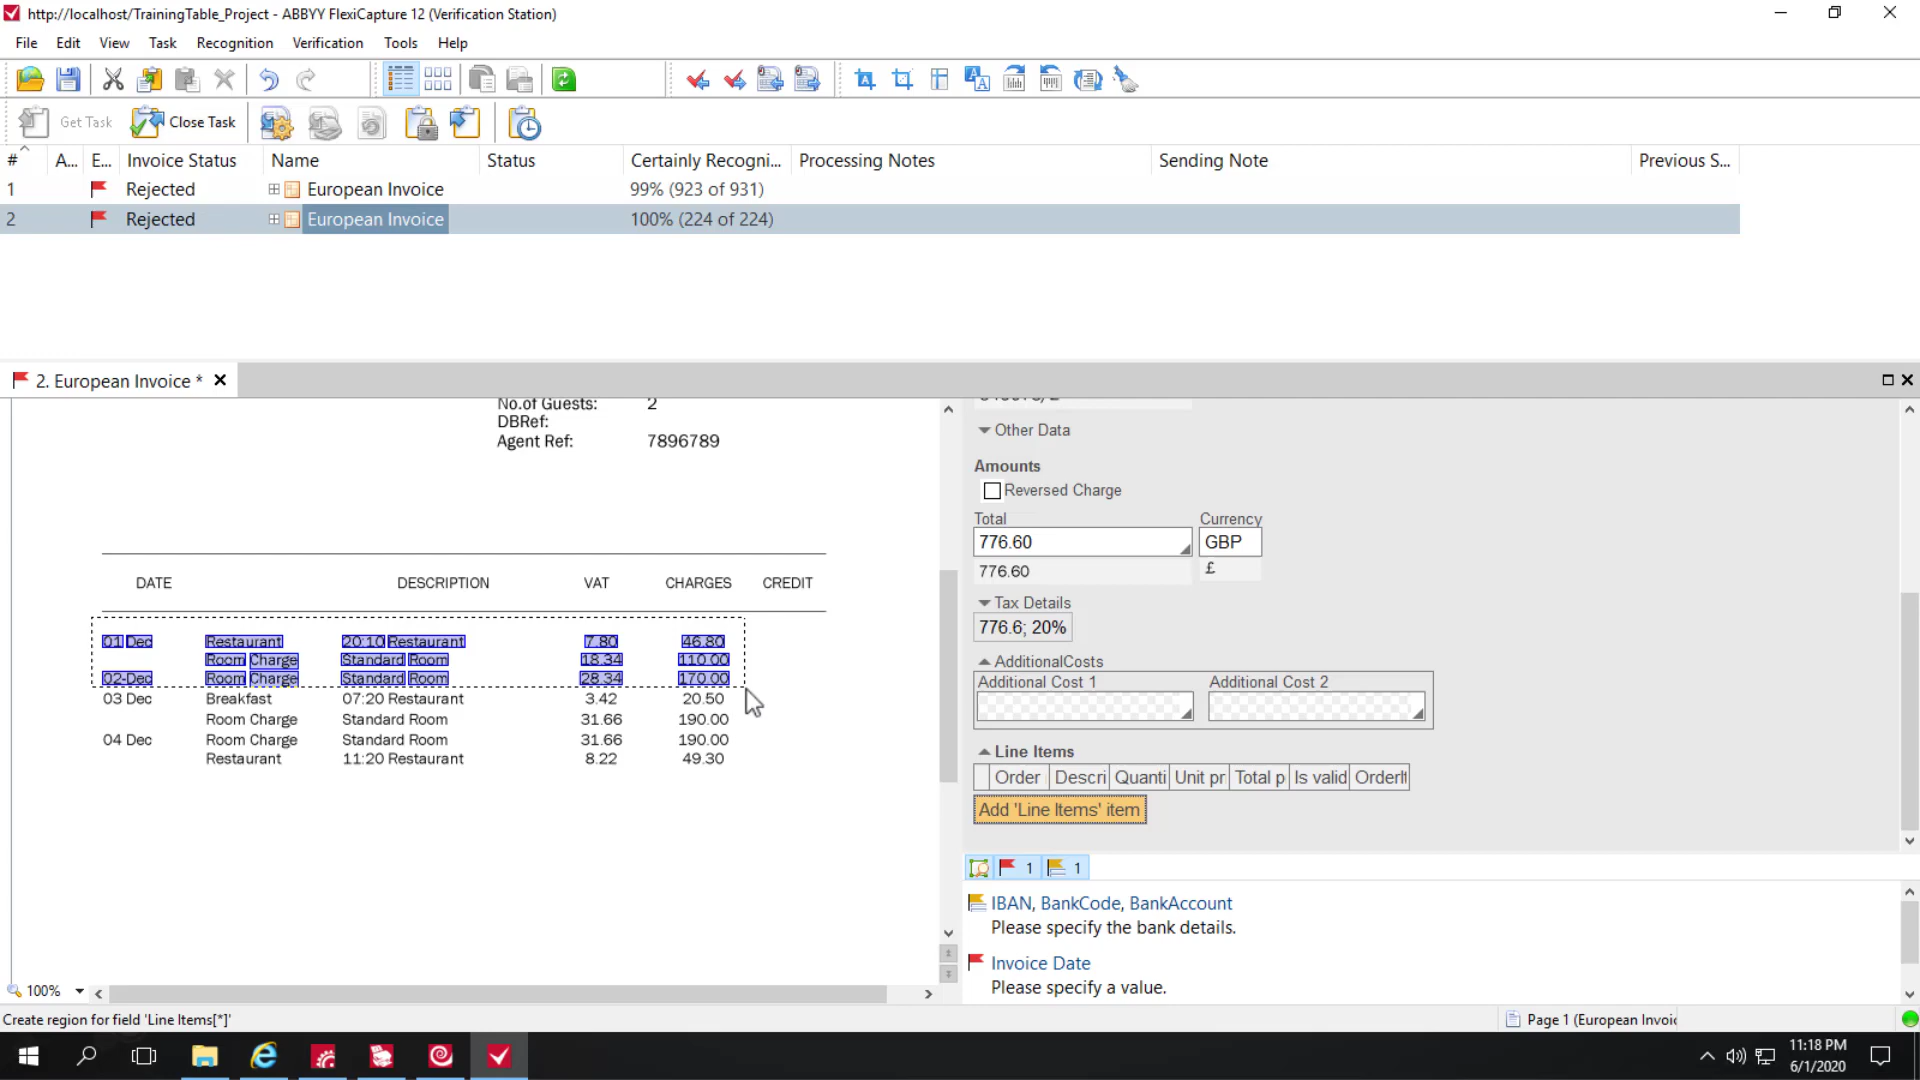 http://localhost/TrainingTable_Project - ABBYY FlexiCapture 12 (Verification Station)
File Edit View Task Recognition Verification Tools Help
Get Task Close Task
# A... E... Invoice Status Name Status Certainly Recogni... Processing Notes Sending Note Previous S...
1 Rejected European Invoice 99% (923 of 931)
2 Rejected European Invoice 100% (224 of 224)
2. European Invoice *
No.of Guests: 2
DBRef:
Agent Ref: 7896789
DATE DESCRIPTION VAT CHARGES CREDIT
01 Dec Restaurant 20:10 Restaurant 7.80 46.80
Room Charge Standard Room 18.34 110.00
02-Dec Room Charge Standard Room 28.34 170.00
03 Dec Breakfast 07:20 Restaurant 3.42 20.50
Room Charge Standard Room 31.66 190.00
04 Dec Room Charge Standard Room 31.66 190.00
Restaurant 11:20 Restaurant 8.22 49.30
100%
Other Data
Amounts
Reversed Charge
Total Currency
776.60 GBP
776.60 £
Tax Details
776.6; 20%
AdditionalCosts
Additional Cost 1 Additional Cost 2
Line Items
Order Descri Quanti Unit pr Total p Is valid OrderIt
Add 'Line Items' item
1 1
IBAN, BankCode, BankAccount
Please specify the bank details.
Invoice Date
Please specify a value.
Create region for field 'Line Items[*]'
Page 1 (European Invoic
11:18 PM
6/1/2020